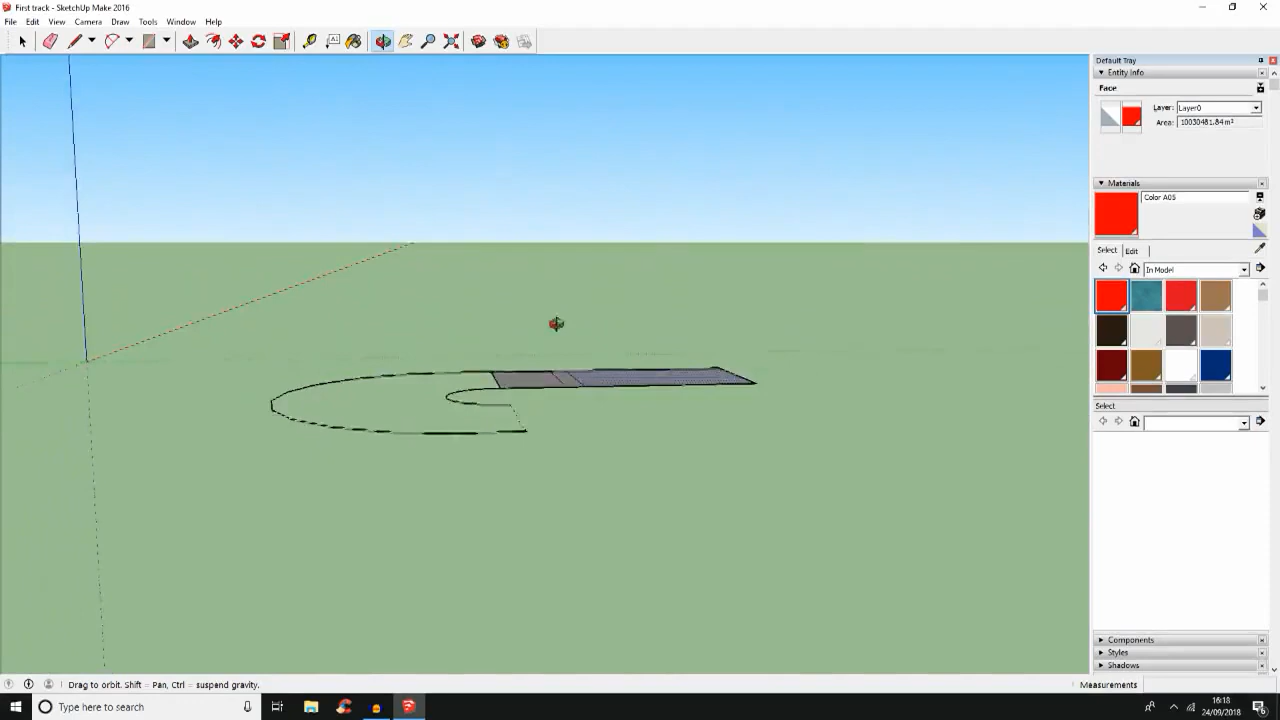 First track - SketchUp Make 2016
File Edit View Camera Draw Tools Window Help
Default Tray
Entity Info
Face
Layer: Layer0
Area: 10030481.84 m²
Materials
Color A05
Select Edit
In Model
Select
Components
Styles
Shadows
Drag to orbit. Shift = Pan, Ctrl = suspend gravity.
Measurements
Type here to search
16:18
24/09/2018